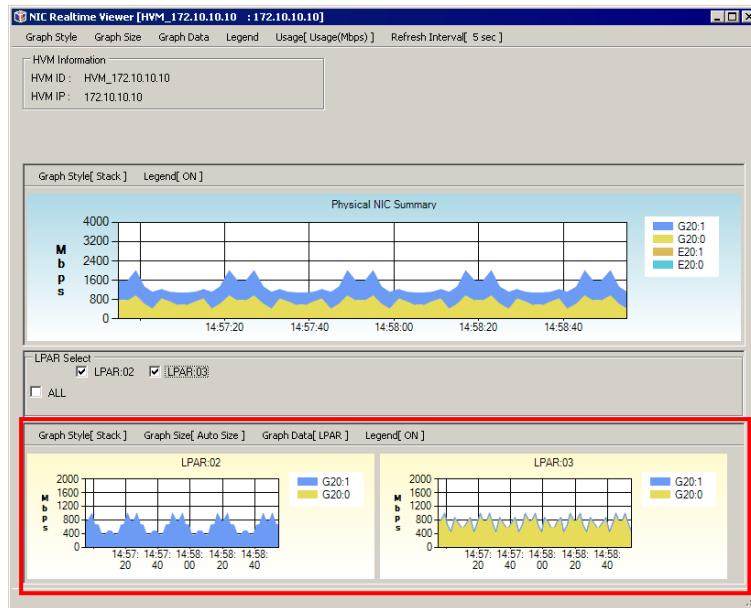 NIC Realtime Viewer [HVM_172.10.10.10 : 172.10.10.10]
Graph Style Graph Size Graph Data Legend Usage[ Usage(Mbps) ] Refresh Interval[ 5 sec ]
HVM Information
HVM ID : HVM_172.10.10.10
HVM IP : 172.10.10.10
Graph Style[ Stack ] Legend[ ON ]
Physical NIC Summary
Mbps
4000
3200
2400
1600
800
0
14:57:20 14:57:40 14:58:00 14:58:20 14:58:40
G20:1
G20:0
E20:1
E20:0
LPAR Select
LPAR:02 LPAR:03
ALL
Graph Style[ Stack ] Graph Size[ Auto Size ] Graph Data[ LPAR ] Legend[ ON ]
LPAR:02
Mbps
2000
1600
1200
800
400
0
14:57: 14:57: 14:58: 14:58: 14:58:
20 40 00 20 40
G20:1
G20:0
LPAR:03
Mbps
2000
1600
1200
800
400
0
14:57: 14:57: 14:58: 14:58: 14:58:
20 40 00 20 40
G20:1
G20:0